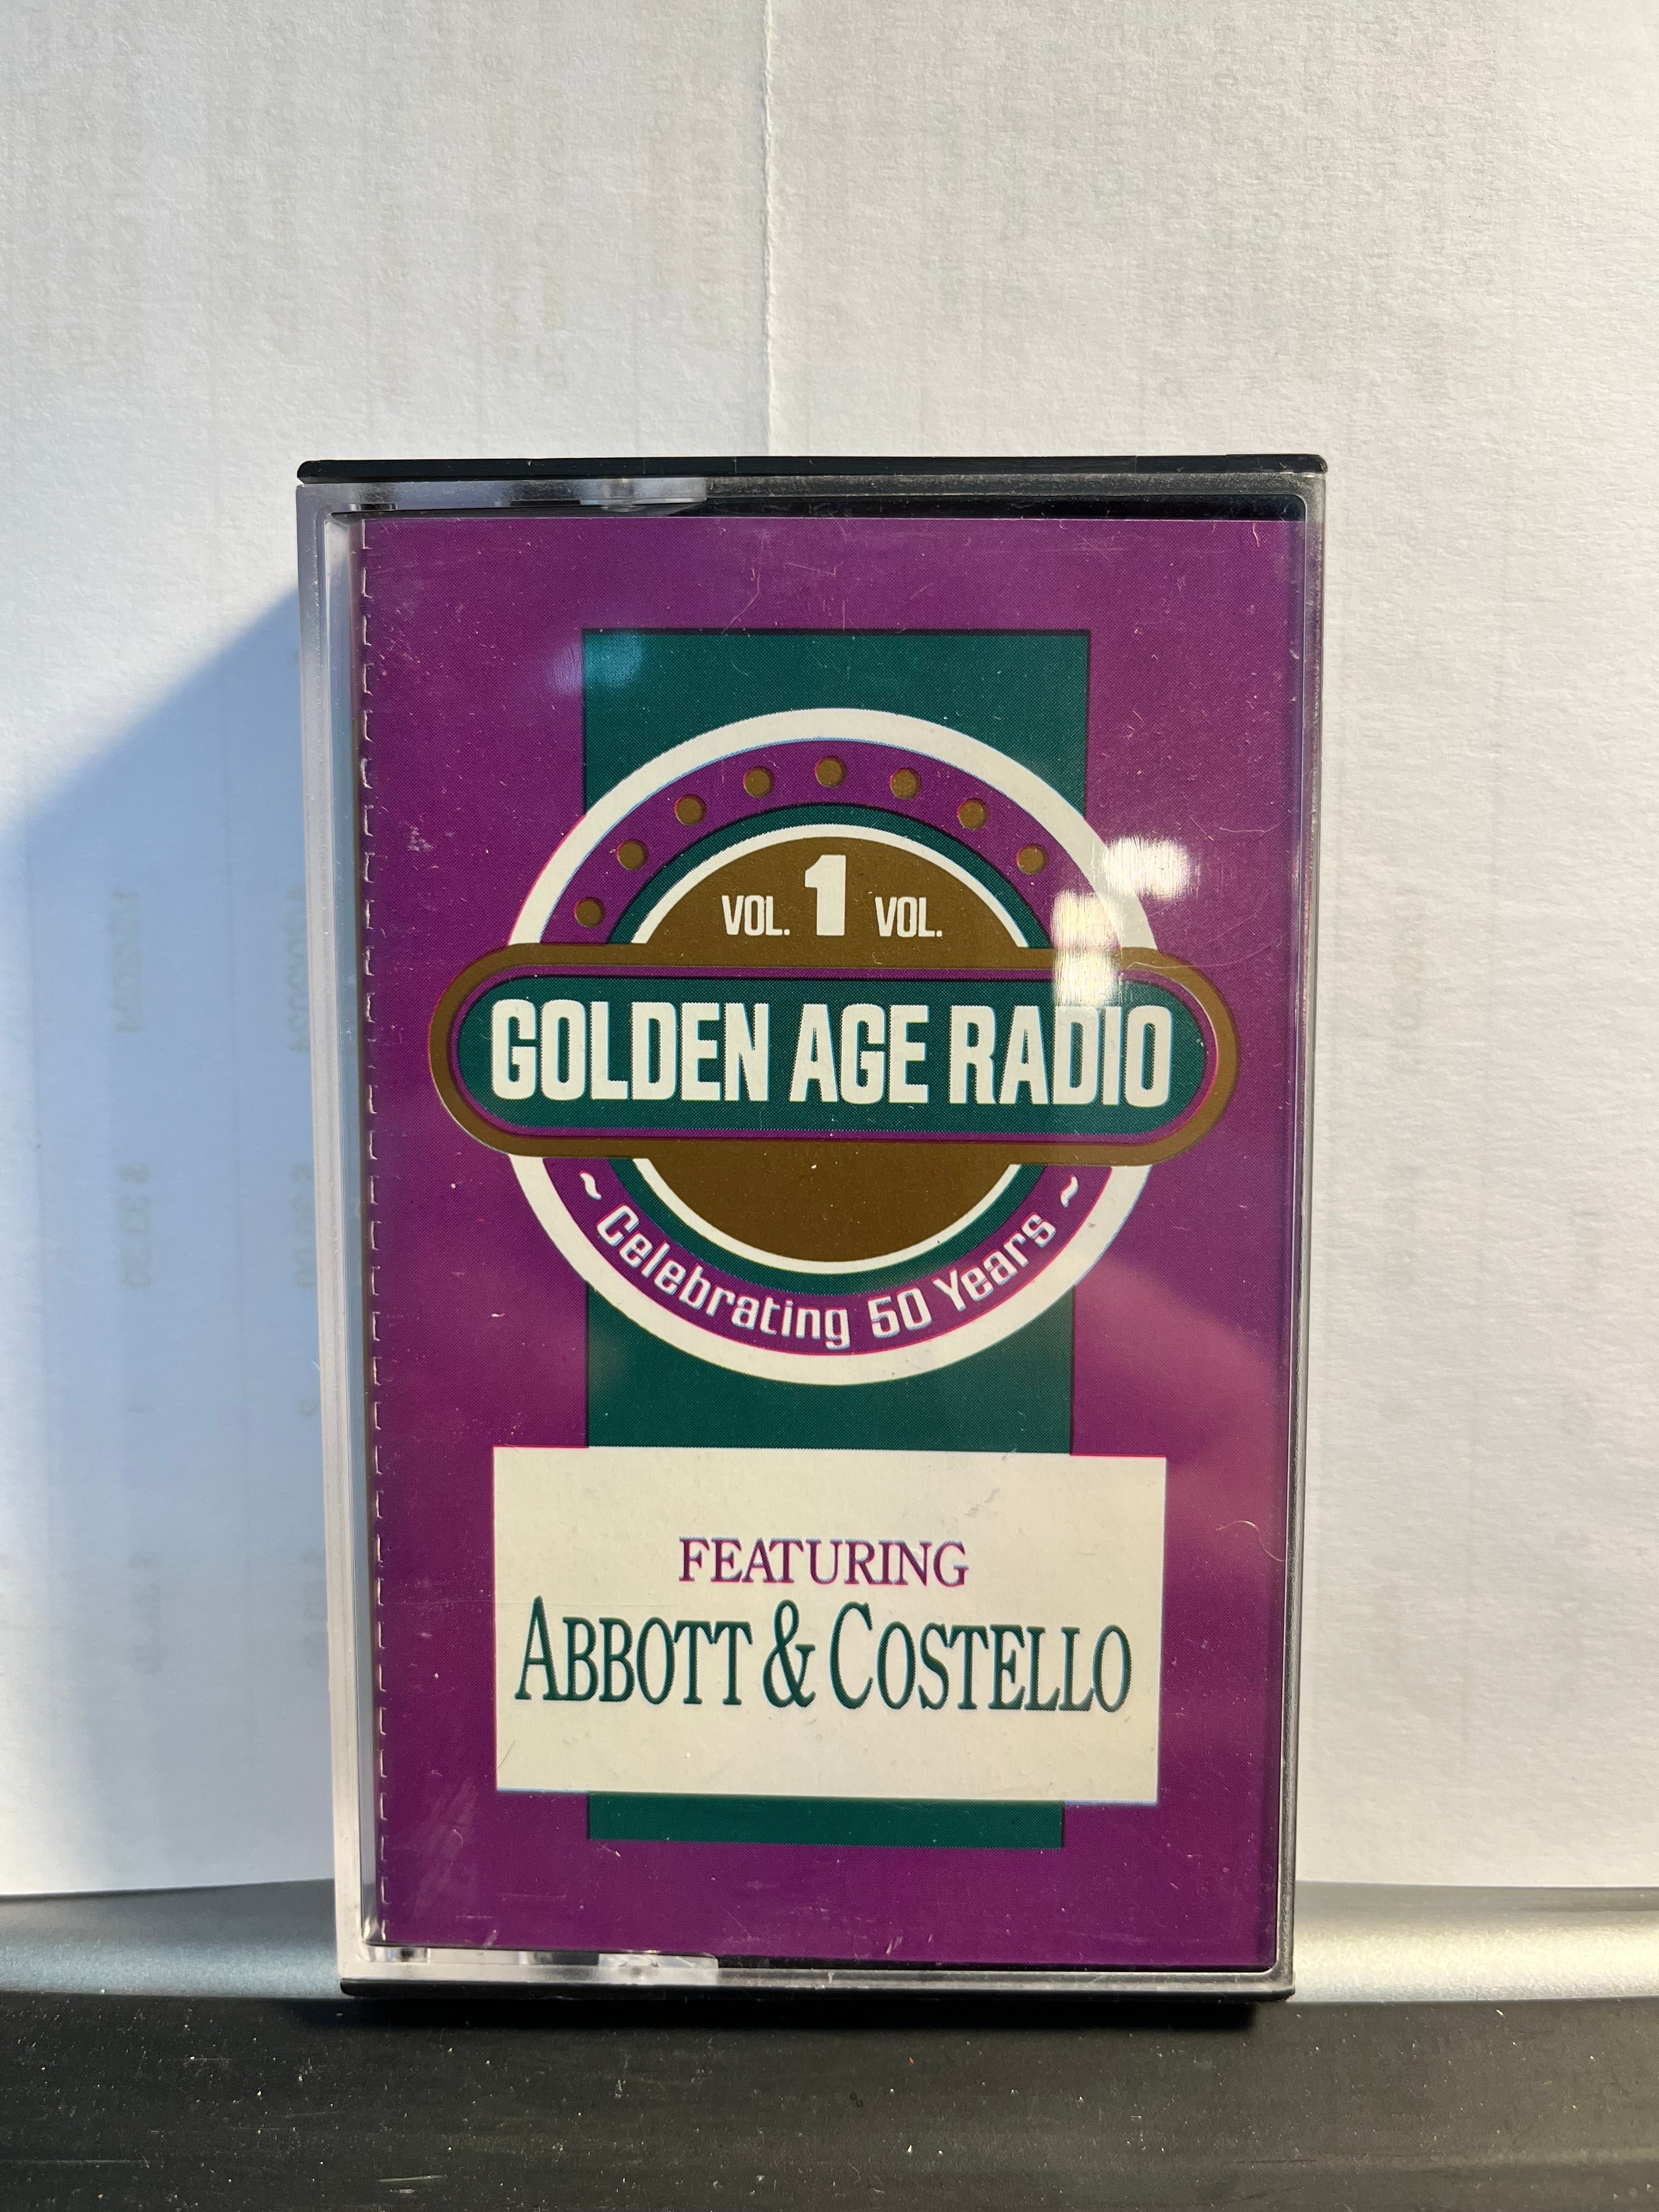 VOL. 1 VOL.
GOLDEN AGE RADIO
~ Celebrating 50 Years ~
FEATURING
ABBOTT & COSTELLO